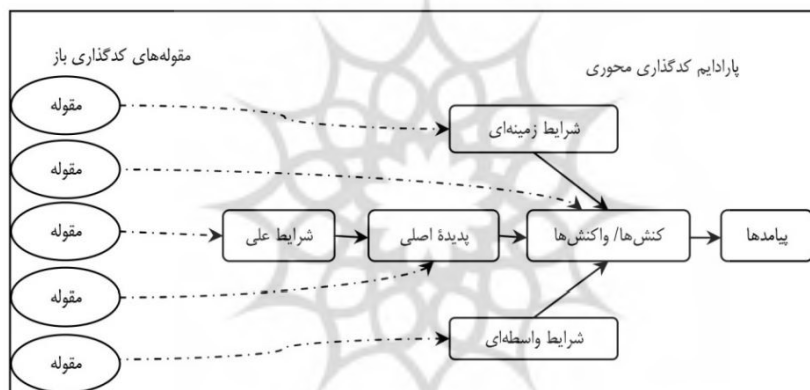 پارادایم کدگذاری محوری
مقوله‌های کدگذاری باز
مقوله
شرایط زمینه‌ای
مقوله
مقوله
شرایط علی
پدیدهٔ اصلی
کنش‌ها/ واکنش‌ها
پیامدها
مقوله
شرایط واسطه‌ای
مقوله